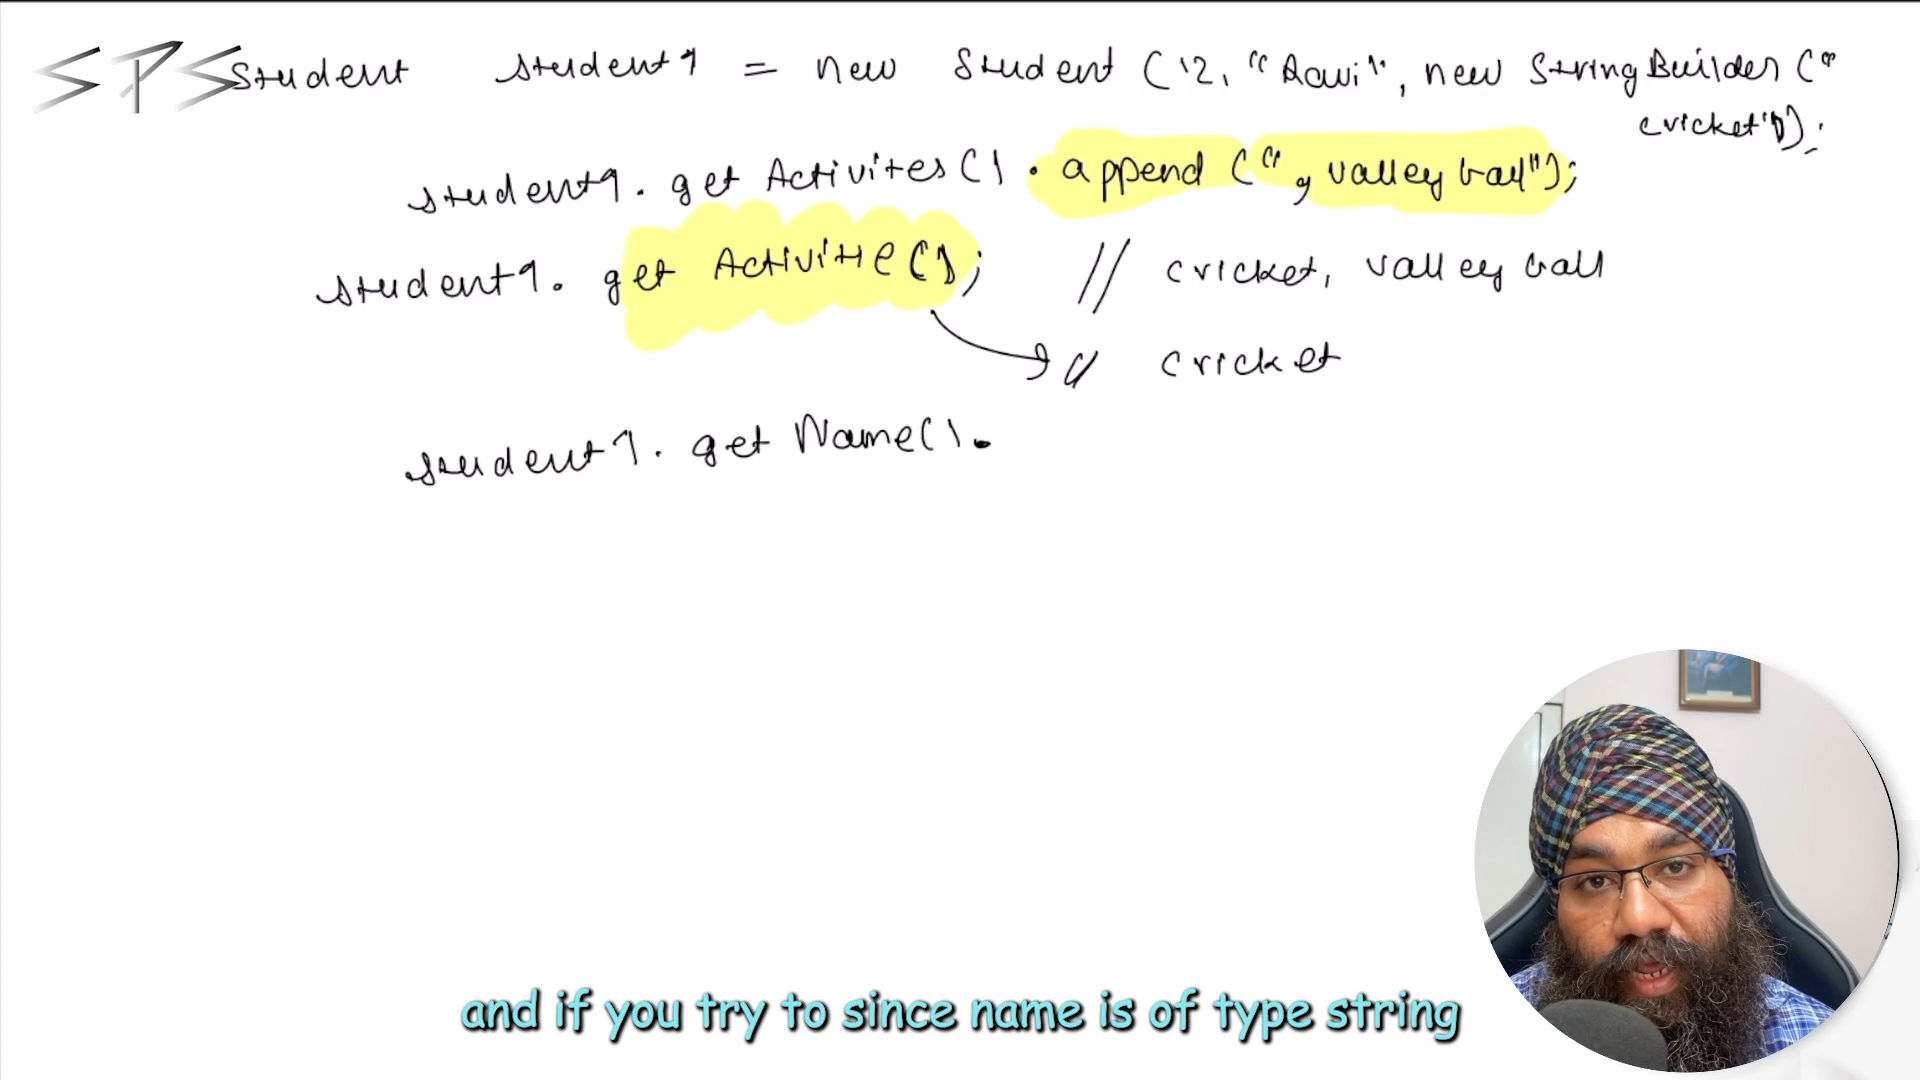 SPS
Student student1 = new Student (12, "Ravi", new StringBuilder ("
cricket"));
student1. get Activites() . append (", valley ball");
student1. get Activitie(); // cricket, valley ball
// cricket
student1. get Name().
and if you try to since name is of type string